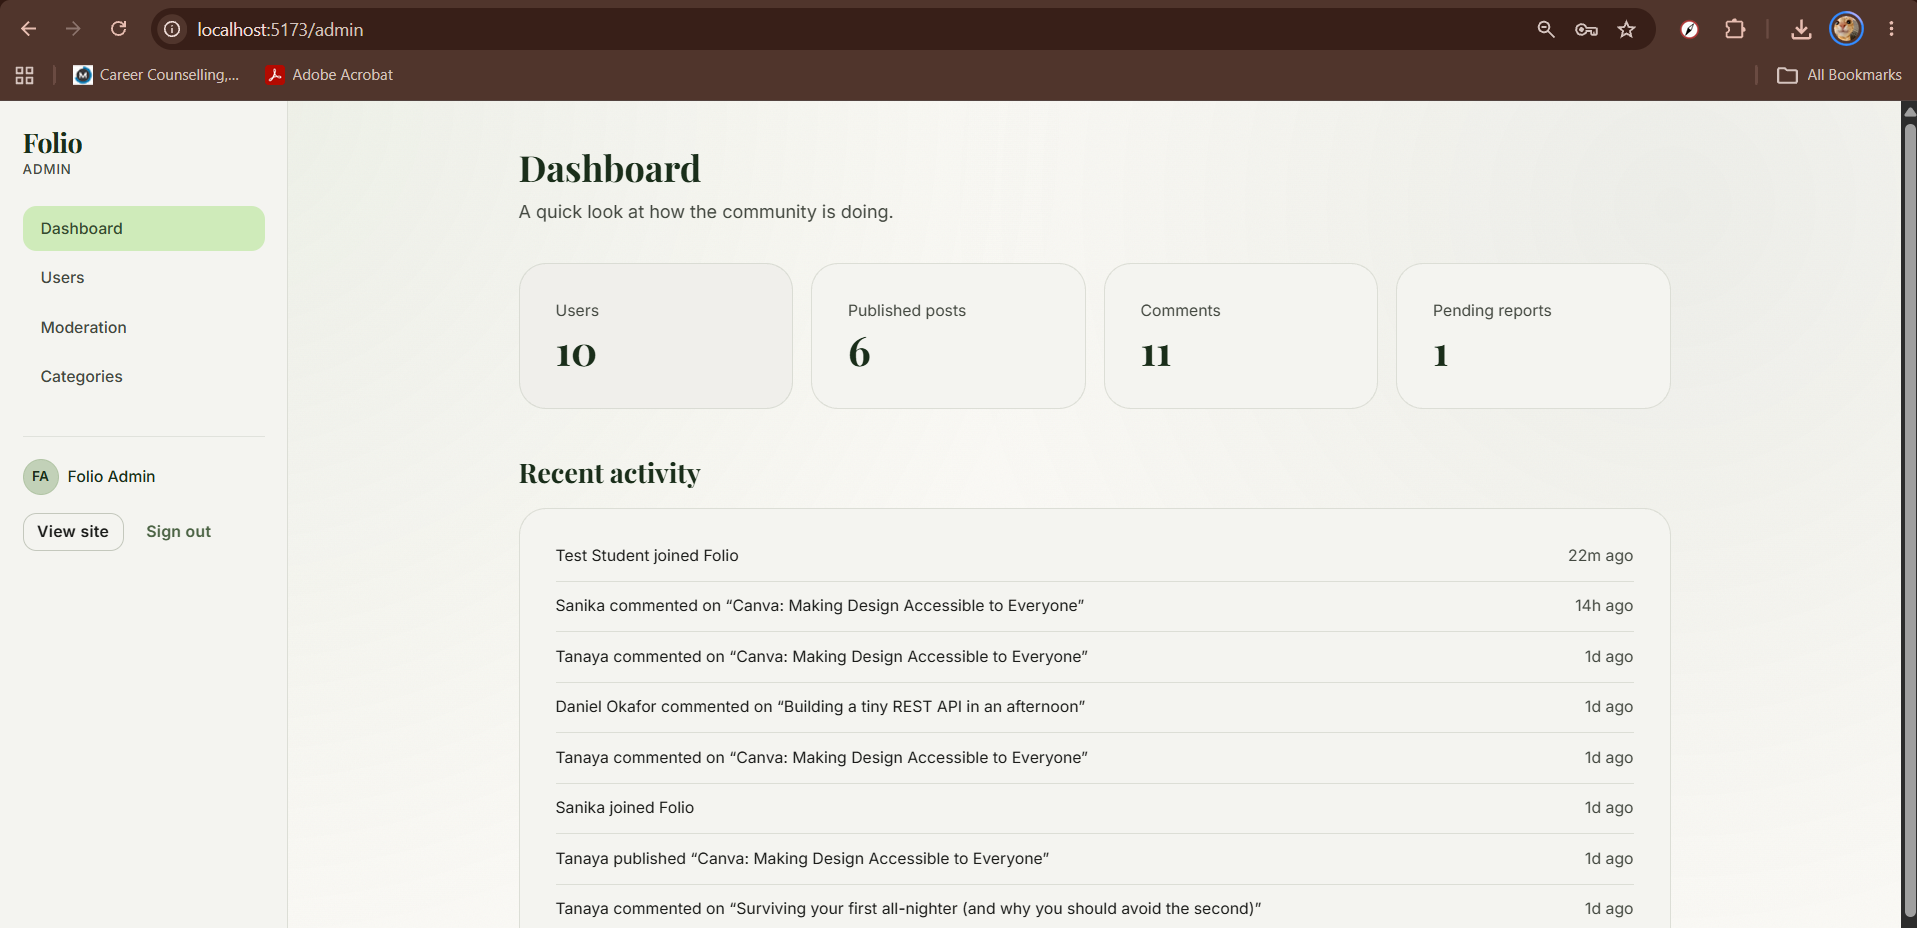 localhost:5173/admin
Career Counselling,...
Adobe Acrobat
All Bookmarks
Folio
ADMIN
Dashboard
Users
Moderation
Categories
FA
Folio Admin
View site
Sign out
Dashboard
A quick look at how the community is doing.
Users
10
Published posts
6
Comments
11
Pending reports
1
Recent activity
Test Student joined Folio 22m ago
Sanika commented on “Canva: Making Design Accessible to Everyone” 14h ago
Tanaya commented on “Canva: Making Design Accessible to Everyone” 1d ago
Daniel Okafor commented on “Building a tiny REST API in an afternoon” 1d ago
Tanaya commented on “Canva: Making Design Accessible to Everyone” 1d ago
Sanika joined Folio 1d ago
Tanaya published “Canva: Making Design Accessible to Everyone” 1d ago
Tanaya commented on “Surviving your first all-nighter (and why you should avoid the second)” 1d ago